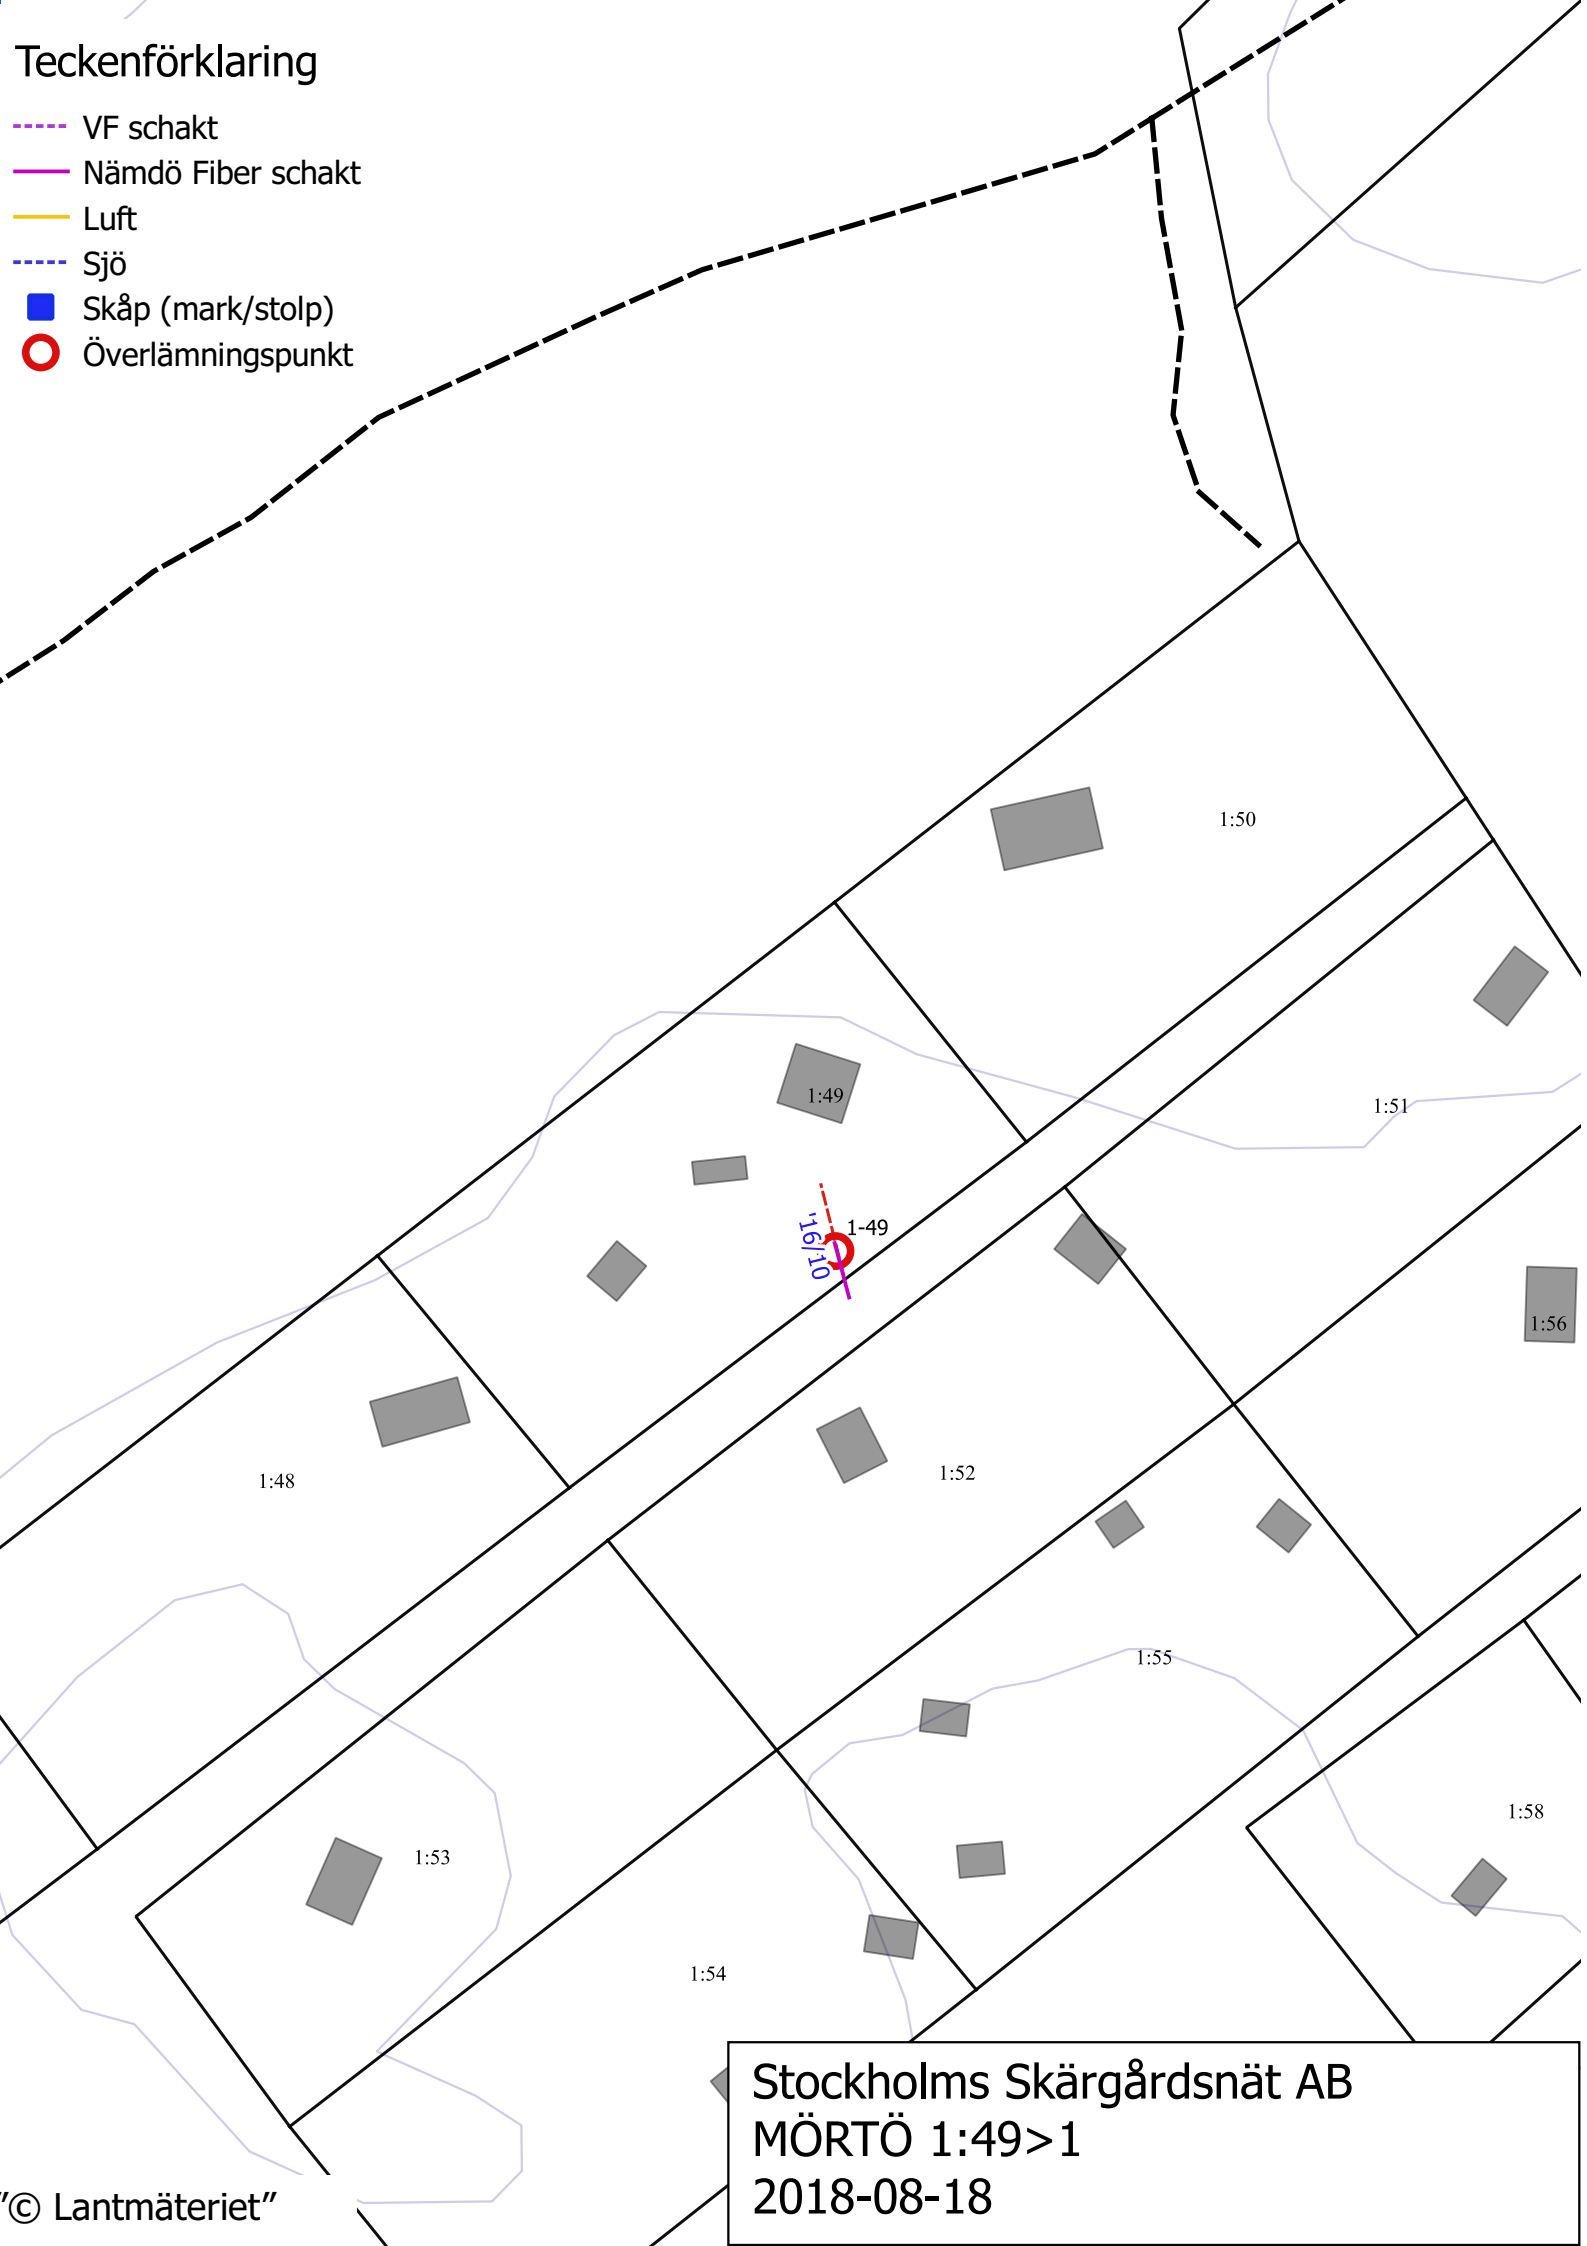 Teckenförklaring
VF schakt
Nämdö Fiber schakt
Luft
Sjö
Skåp (mark/stolp)
Överlämningspunkt
1:50
1:49
1:51
1-49
'16/10
1:56
1:52
1:48
1:55
1:58
1:53
1:54
Stockholms Skärgårdsnät AB
MÖRTÖ 1:49>1
2018-08-18
"© Lantmäteriet"